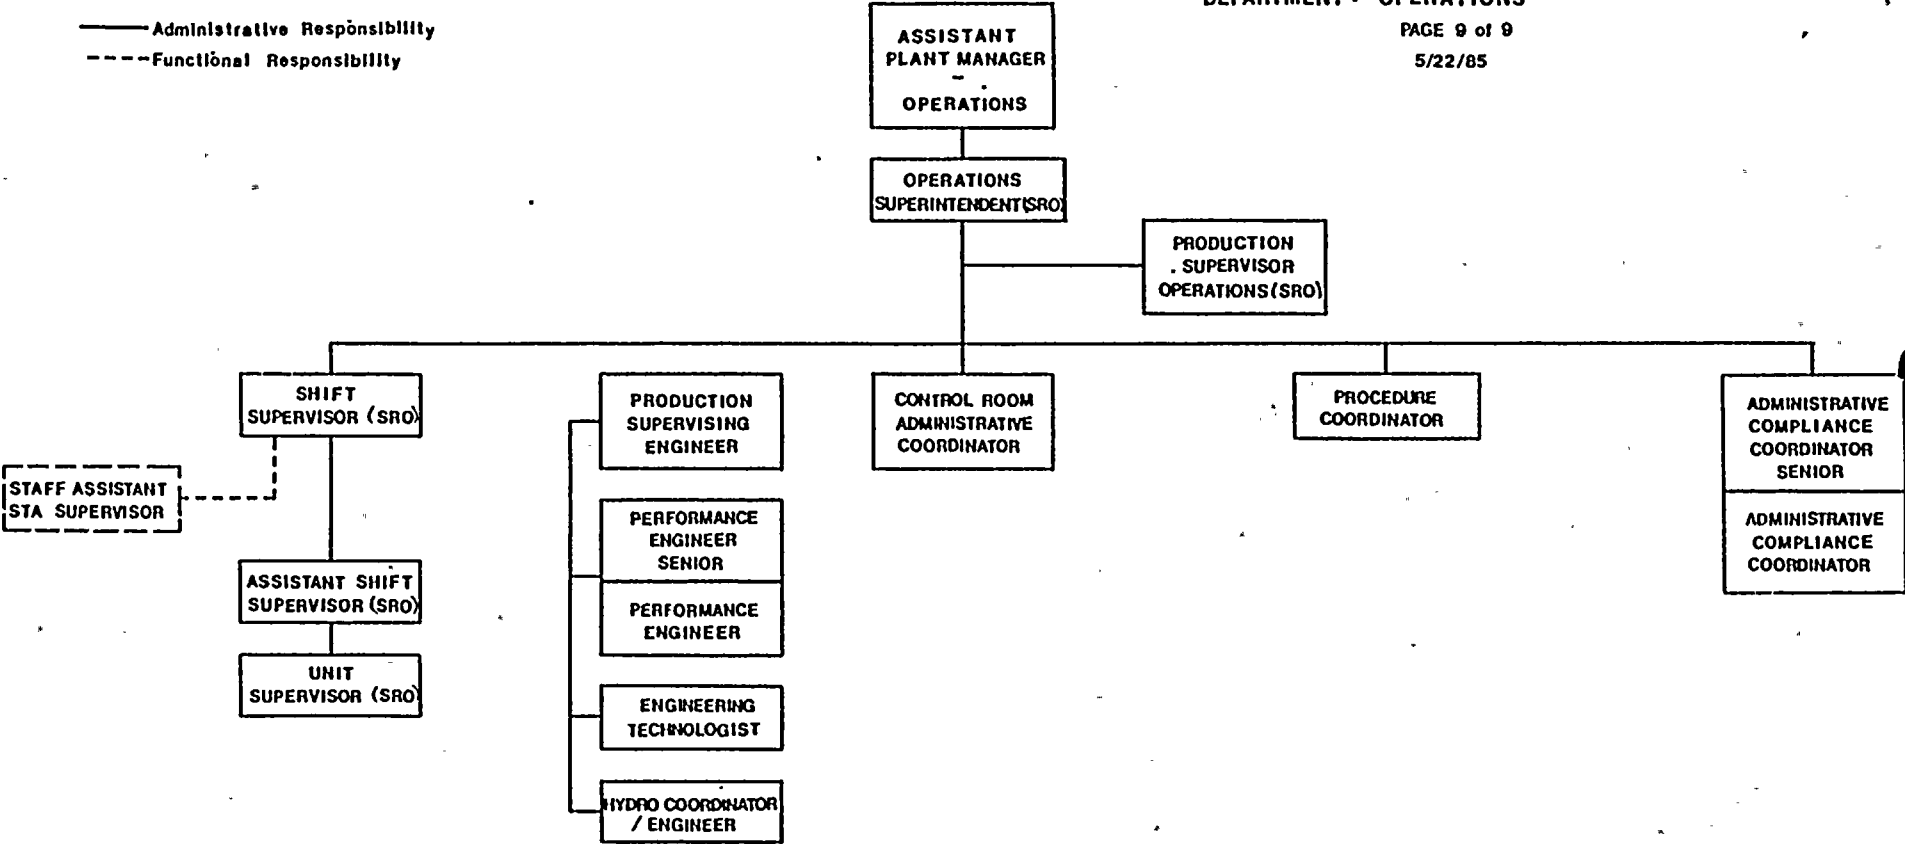 Administrative Responsibility
Functional Responsibility
DEPARTMENT: OPERATIONS
PAGE 9 of 9
5/22/85
ASSISTANT
PLANT MANAGER
-
OPERATIONS
OPERATIONS
SUPERINTENDENT(SRO)
PRODUCTION
SUPERVISOR
OPERATIONS(SRO)
SHIFT
SUPERVISOR (SRO)
STAFF ASSISTANT
STA SUPERVISOR
ASSISTANT SHIFT
SUPERVISOR (SRO)
UNIT
SUPERVISOR (SRO)
PRODUCTION
SUPERVISING
ENGINEER
PERFORMANCE
ENGINEER
SENIOR
PERFORMANCE
ENGINEER
ENGINEERING
TECHNOLOGIST
HYDRO COORDINATOR
/ ENGINEER
CONTROL ROOM
ADMINISTRATIVE
COORDINATOR
PROCEDURE
COORDINATOR
ADMINISTRATIVE
COMPLIANCE
COORDINATOR
SENIOR
ADMINISTRATIVE
COMPLIANCE
COORDINATOR